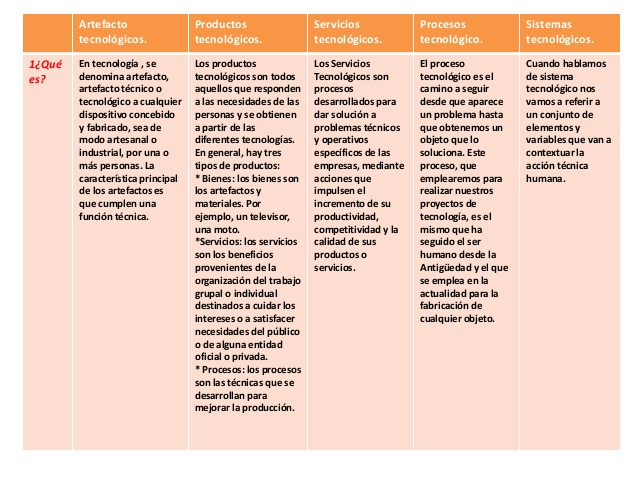 Artefacto
tecnológicos.
Productos
tecnológicos.
Servicios
tecnológicos.
Procesos
tecnológico.
Sistemas
tecnológicos.
1¿Qué
es?
En tecnología , se
denomina artefacto,
artefacto técnico o
tecnológico a cualquier
dispositivo concebido
y fabricado, sea de
modo artesanal o
industrial, por una o
más personas. La
característica principal
de los artefactos es
que cumplen una
función técnica.
Los productos
tecnológicos son todos
aquellos que responden
a las necesidades de las
personas y se obtienen
a partir de las
diferentes tecnologías.
En general, hay tres
tipos de productos:
* Bienes: los bienes son
los artefactos y
materiales. Por
ejemplo, un televisor,
una moto.
*Servicios: los servicios
son los beneficios
provenientes de la
organización del trabajo
grupal o individual
destinados a cuidar los
intereses o a satisfacer
necesidades del público
o de alguna entidad
oficial o privada.
* Procesos: los procesos
son las técnicas que se
desarrollan para
mejorar la producción.
Los Servicios
Tecnológicos son
procesos
desarrollados para
dar solución a
problemas técnicos
y operativos
específicos de las
empresas, mediante
acciones que
impulsen el
incremento de su
productividad,
competitividad y la
calidad de sus
productos o
servicios.
El proceso
tecnológico es el
camino a seguir
desde que aparece
un problema hasta
que obtenemos un
objeto que lo
soluciona. Este
proceso, que
emplearemos para
realizar nuestros
proyectos de
tecnología, es el
mismo que ha
seguido el ser
humano desde la
Antigüedad y el que
se emplea en la
actualidad para la
fabricación de
cualquier objeto.
Cuando hablamos
de sistema
tecnológico nos
vamos a referir a
un conjunto de
elementos y
variables que van a
contextuar la
acción técnica
humana.